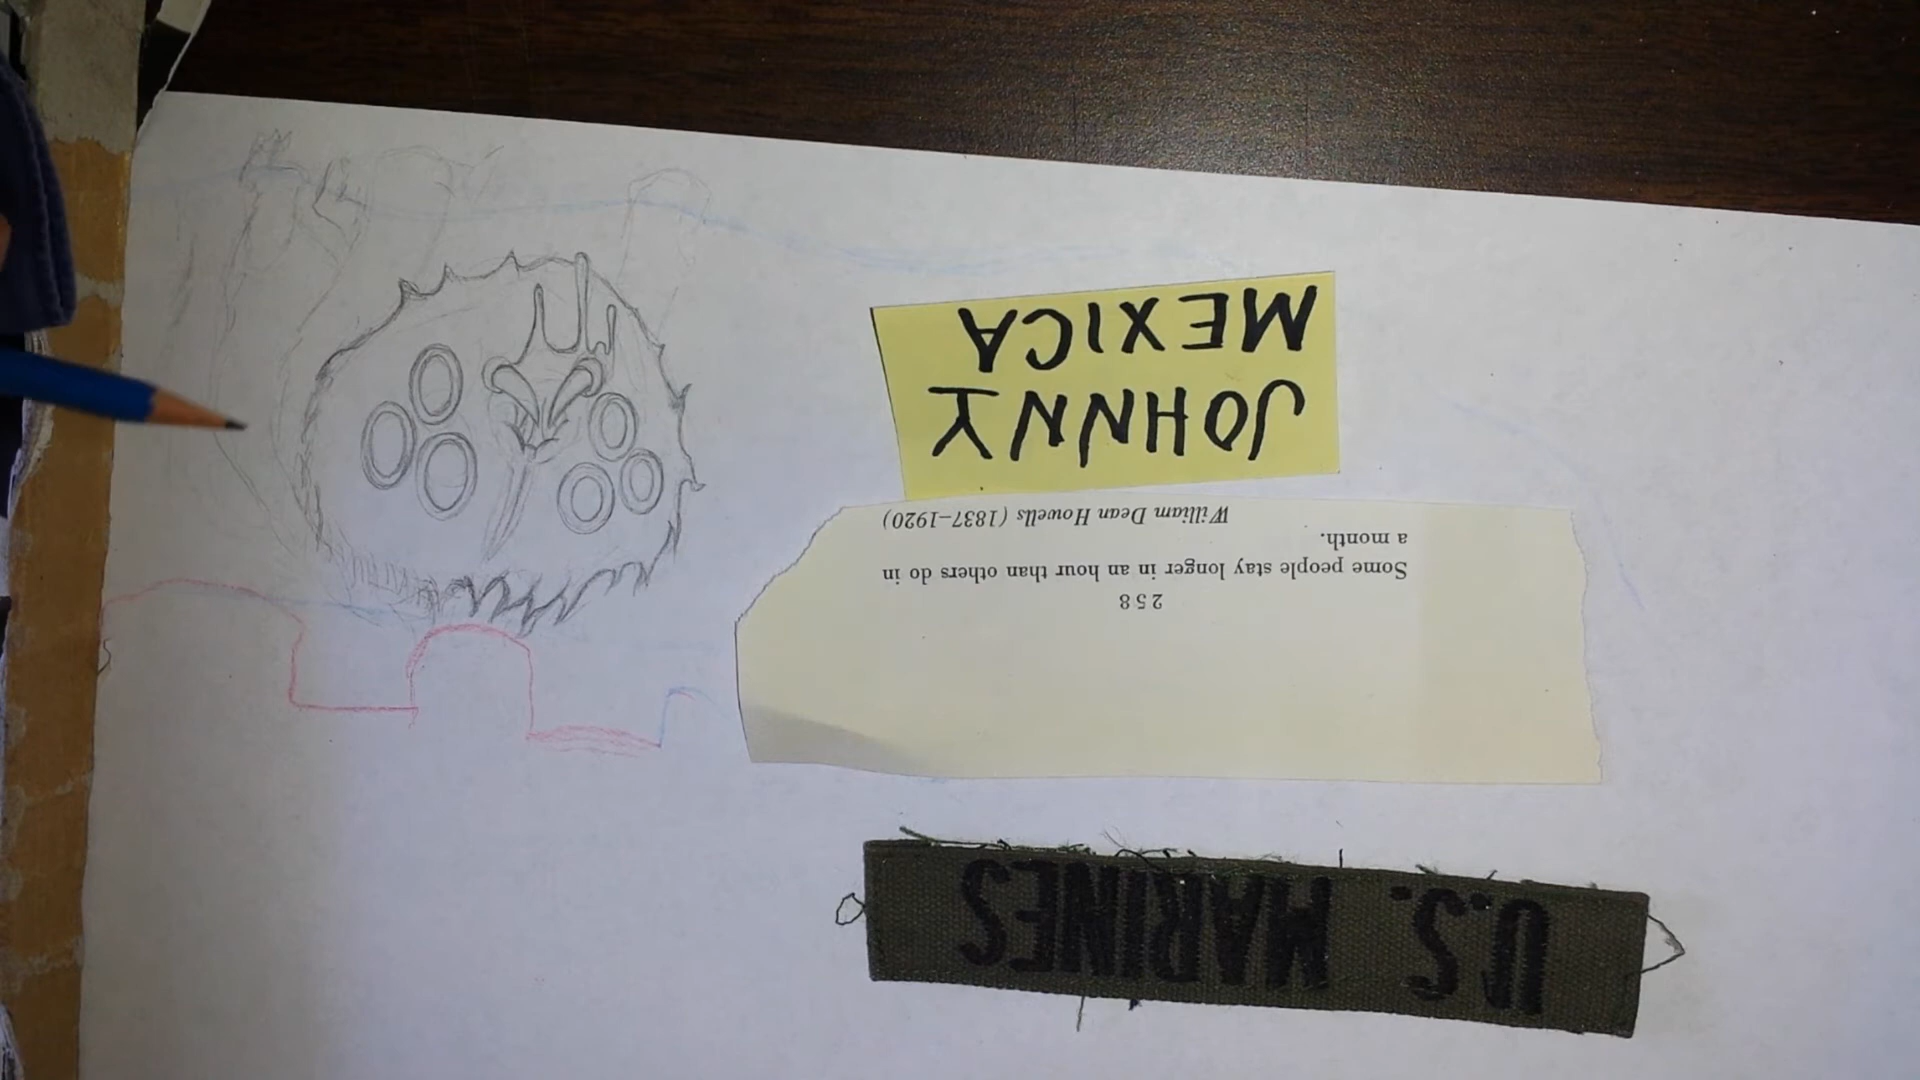 U.S. MARINES
258
Some people stay longer in an hour than others do in
a month.
William Dean Howells (1837–1920)
JOHNNY
MEXICA